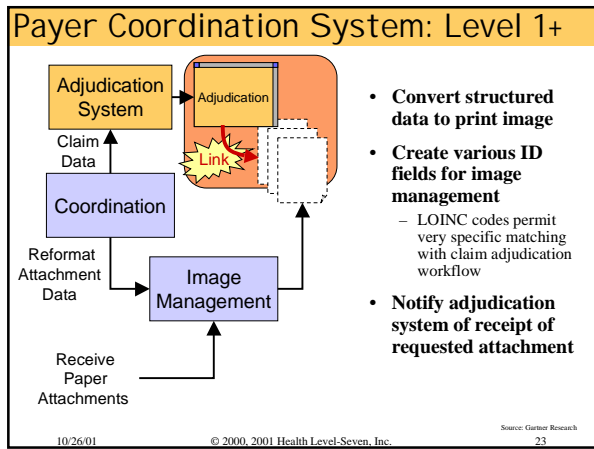 Payer Coordination System: Level 1+
Adjudication
System
Adjudication
Link
Claim
Data
Coordination
Reformat
Attachment
Data
Image
Management
Receive
Paper
Attachments
• Convert structured
data to print image
• Create various ID
fields for image
management
– LOINC codes permit
very specific matching
with claim adjudication
workflow
• Notify adjudication
system of receipt of
requested attachment
Source: Gartner Research
10/26/01 © 2000, 2001 Health Level-Seven, Inc. 23